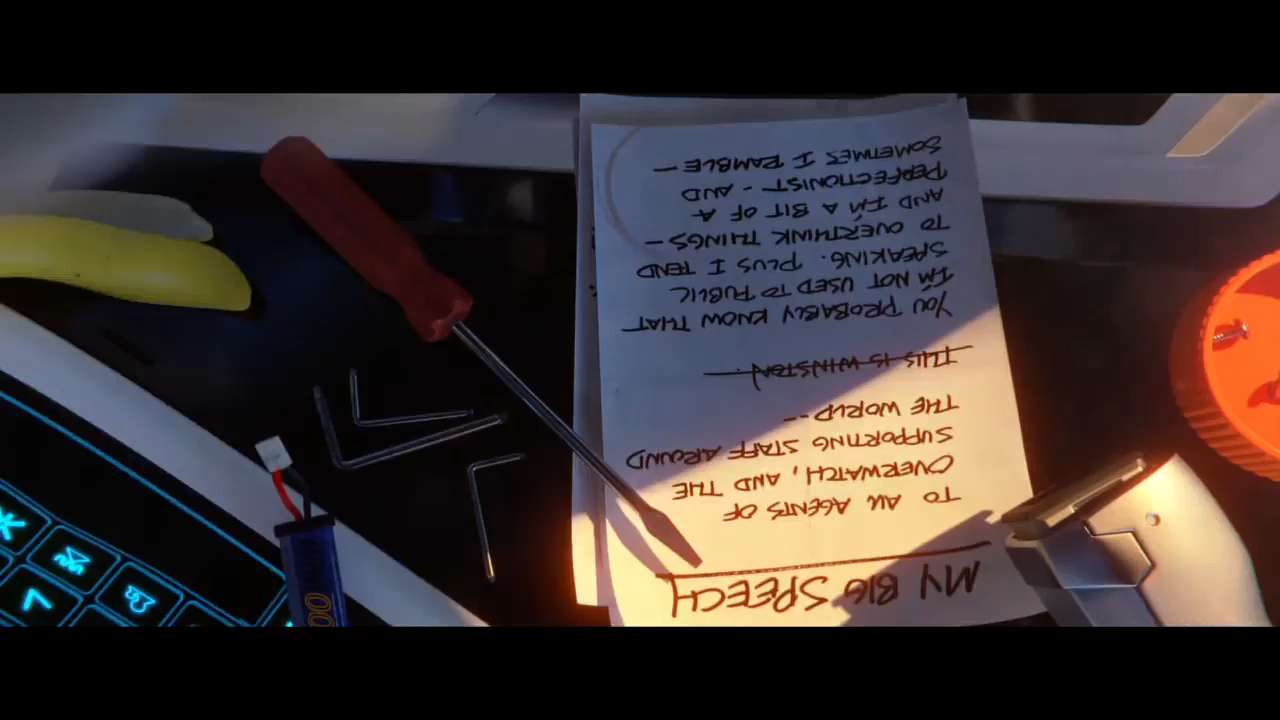 MY BIG SPEECH
TO ALL AGENTS OF
OVERWATCH, AND THE
SUPPORTING STAFF AROUND
THE WORLD--
THIS IS WINSTON.
YOU PROBABLY KNOW THAT
I'M NOT USED TO PUBLIC
SPEAKING. PLUS I TEND
TO OVERTHINK THINGS-
AND I'M A BIT OF A
PERFECTIONIST - AND
SOMETIMES I RAMBLE-
00